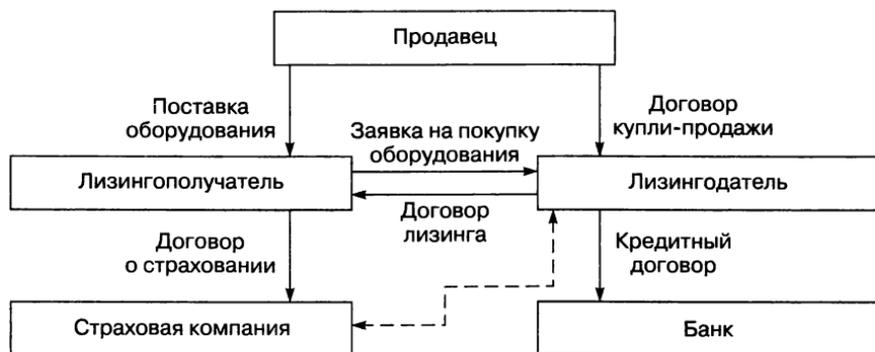 Продавец
Поставка
оборудования
Договор
купли-продажи
Заявка на покупку
оборудования
Лизингополучатель
Лизингодатель
Договор
лизинга
Договор
о страховании
Кредитный
договор
Страховая компания
Банк